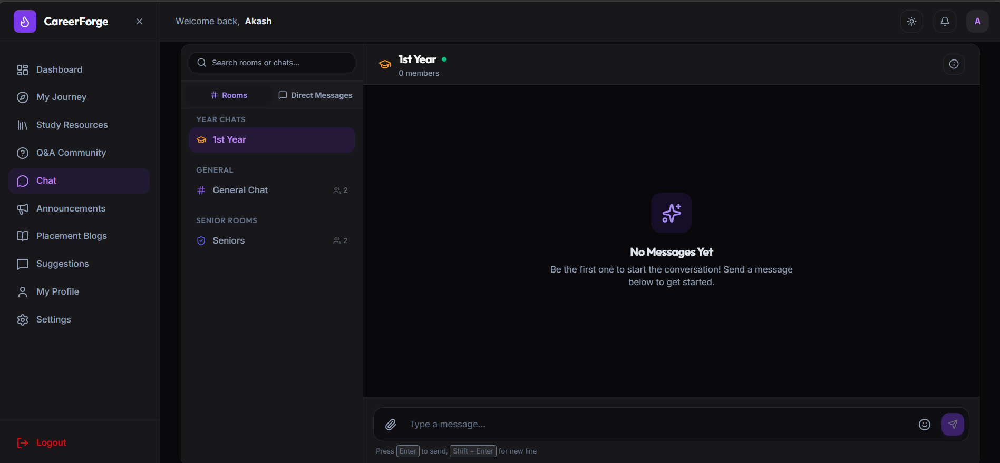 CareerForge
Welcome back, Akash
A
Dashboard
My Journey
Study Resources
Q&A Community
Chat
Announcements
Placement Blogs
Suggestions
My Profile
Settings
Logout
Search rooms or chats...
Rooms
Direct Messages
YEAR CHATS
1st Year
GENERAL
General Chat 2
SENIOR ROOMS
Seniors 2
1st Year
0 members
No Messages Yet
Be the first one to start the conversation! Send a message
below to get started.
Type a message...
Press Enter to send, Shift + Enter for new line